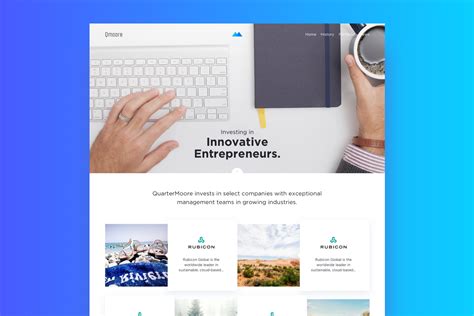 Qmoore
Home History
Investing in
Innovative
Entrepreneurs.
QuarterMoore invests in select companies with exceptional
management teams in growing industries.
RUBICON
Rubicon Global is the
worldwide leader in
sustainable, cloud-based...
RUBICON
Rubicon Global is the
worldwide leader in
sustainable, cloud-based...